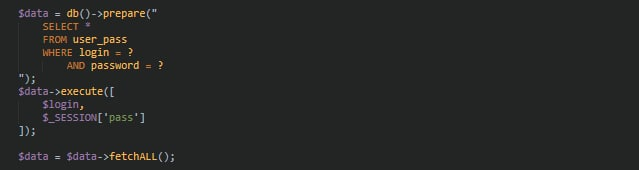 $data = db()->prepare("
SELECT *
FROM user_pass
WHERE login = ?
AND password = ?
");
$data->execute([
$login,
$_SESSION['pass']
]);
$data = $data->fetchALL();